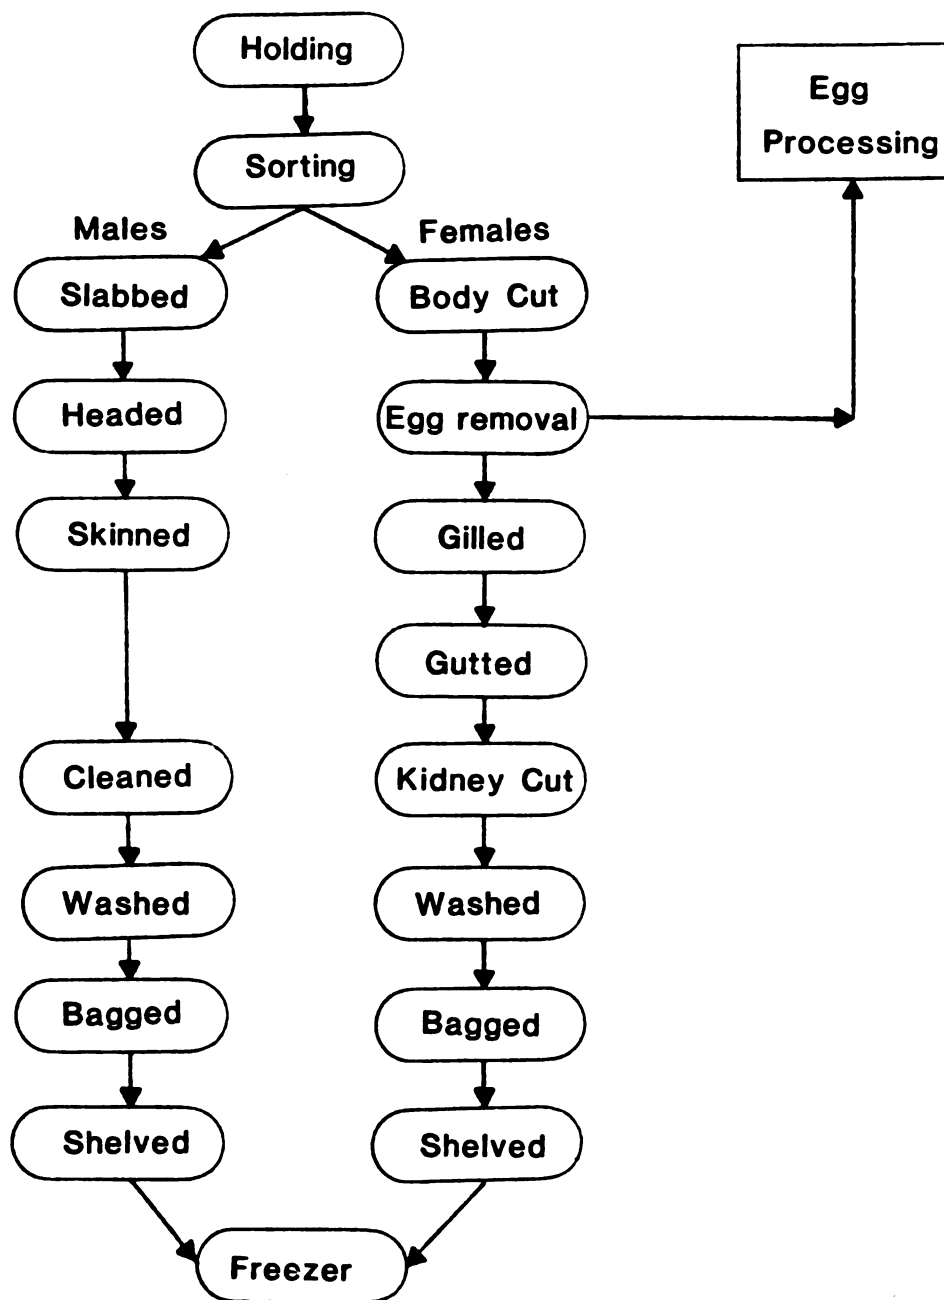 Holding
Egg
Processing
Sorting
Males
Females
Slabbed
Body Cut
Headed
Egg removal
Skinned
Gilled
Gutted
Cleaned
Kidney Cut
Washed
Washed
Bagged
Bagged
Shelved
Shelved
Freezer